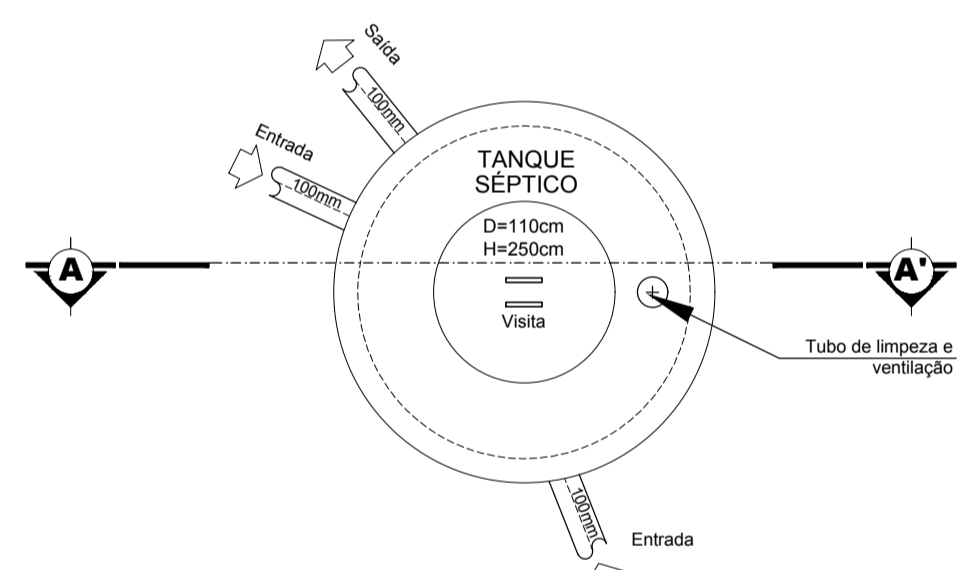 Saída
100mm
Entrada
100mm
TANQUE
SÉPTICO
D=110cm
H=250cm
Visita
A
A'
Tubo de limpeza e
ventilação
100mm
Entrada